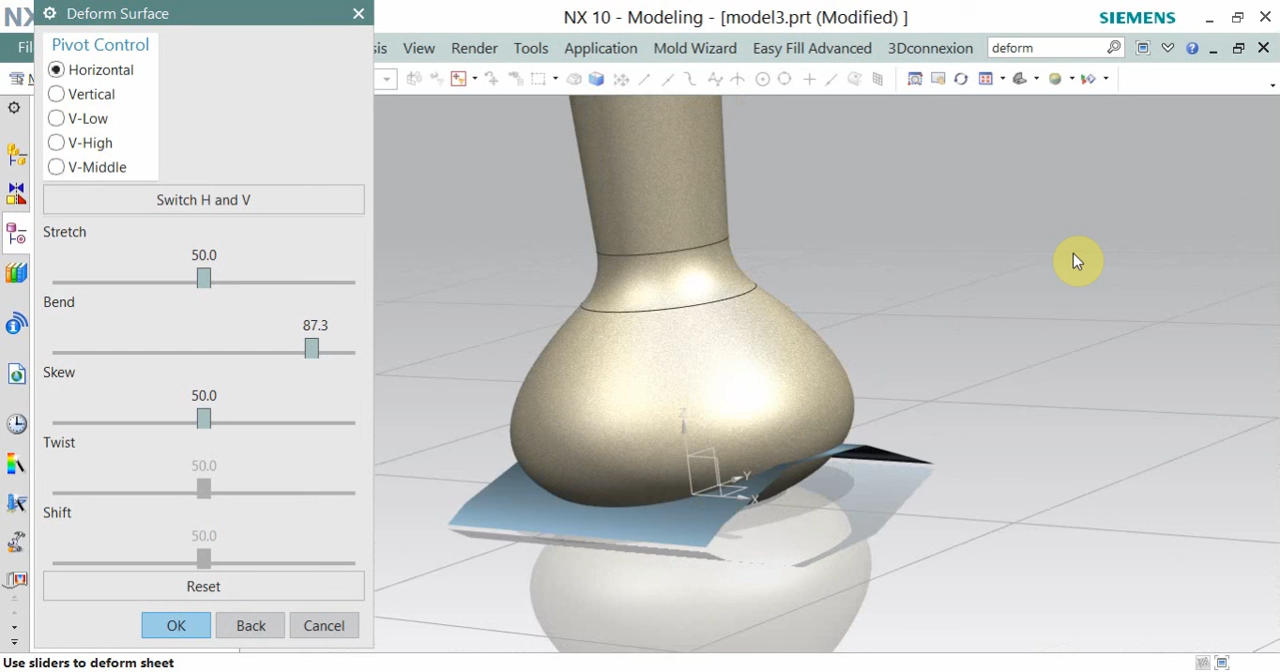 NX
Deform Surface
NX 10 - Modeling - [model3.prt (Modified) ]
SIEMENS
Fil
sis
View
Render
Tools
Application
Mold Wizard
Easy Fill Advanced
3Dconnexion
deform
M
Pivot Control
Horizontal
Vertical
V-Low
V-High
V-Middle
Switch H and V
Stretch
50.0
Bend
87.3
Skew
50.0
Twist
50.0
Shift
50.0
Reset
OK
Back
Cancel
Z
Y
X
Use sliders to deform sheet